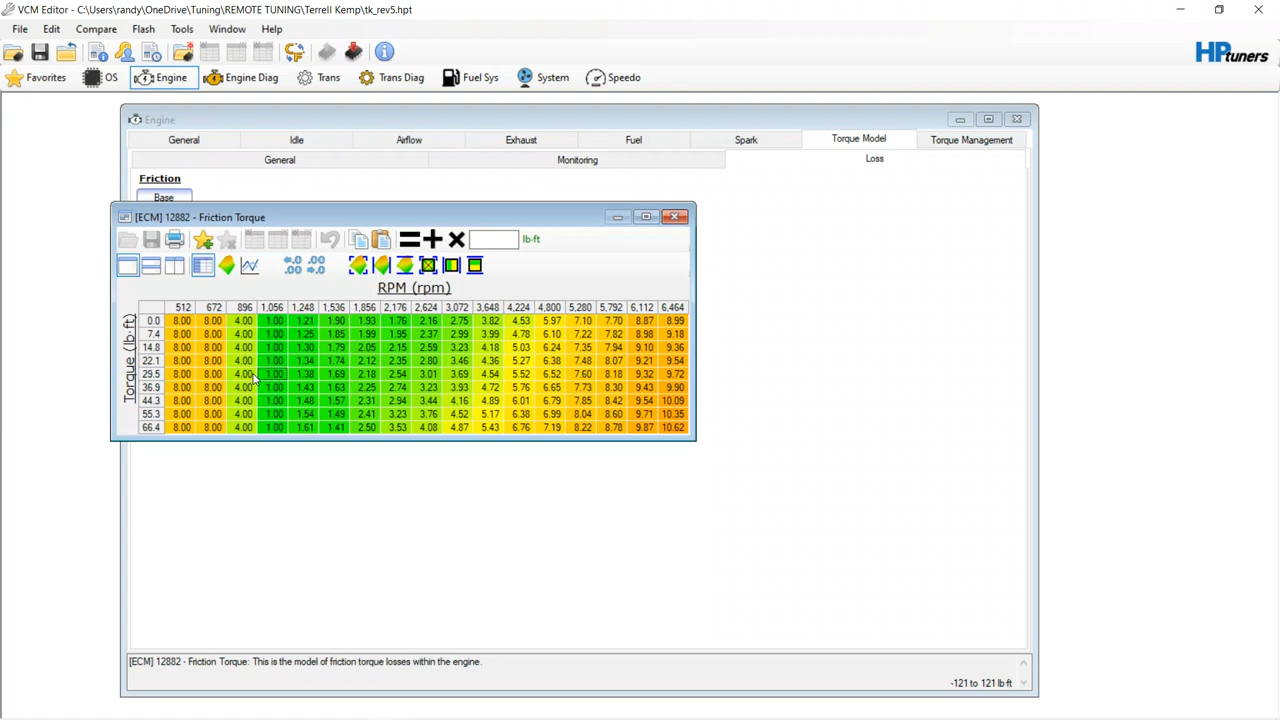 VCM Editor - C:\Users\randy\OneDrive\Tuning\REMOTE TUNING\Terrell Kemp\tk_rev5.hpt
File Edit Compare Flash Tools Window Help
HP tuners
Favorites OS Engine Engine Diag Trans Trans Diag Fuel Sys System Speedo
Engine
General Idle Airflow Exhaust Fuel Spark Torque Model Torque Management
General Monitoring Loss
Friction
Base
[ECM] 12882 - Friction Torque
lb·ft
←.0 .00 .00 →.0
RPM (rpm)
Torque (lb·ft)
512 672 896 1,056 1,248 1,536 1,856 2,176 2,624 3,072 3,648 4,224 4,800 5,280 5,792 6,112 6,464
0.0 8.00 8.00 4.00 1.00 1.21 1.90 1.93 1.76 2.16 2.75 3.82 4.53 5.97 7.10 7.70 8.87 8.99
7.4 8.00 8.00 4.00 1.00 1.25 1.85 1.99 1.95 2.37 2.99 3.99 4.78 6.10 7.22 7.82 8.98 9.18
14.8 8.00 8.00 4.00 1.00 1.30 1.79 2.05 2.15 2.59 3.23 4.18 5.03 6.24 7.35 7.94 9.10 9.36
22.1 8.00 8.00 4.00 1.00 1.34 1.74 2.12 2.35 2.80 3.46 4.36 5.27 6.38 7.48 8.07 9.21 9.54
29.5 8.00 8.00 4.00 1.00 1.38 1.69 2.18 2.54 3.01 3.69 4.54 5.52 6.52 7.60 8.18 9.32 9.72
36.9 8.00 8.00 4.00 1.00 1.43 1.63 2.25 2.74 3.23 3.93 4.72 5.76 6.65 7.73 8.30 9.43 9.90
44.3 8.00 8.00 4.00 1.00 1.48 1.57 2.31 2.94 3.44 4.16 4.89 6.01 6.79 7.85 8.42 9.54 10.09
55.3 8.00 8.00 4.00 1.00 1.54 1.49 2.41 3.23 3.76 4.52 5.17 6.38 6.99 8.04 8.60 9.71 10.35
66.4 8.00 8.00 4.00 1.00 1.61 1.41 2.50 3.53 4.08 4.87 5.43 6.76 7.19 8.22 8.78 9.87 10.62
[ECM] 12882 - Friction Torque: This is the model of friction torque losses within the engine.
-121 to 121 lb·ft